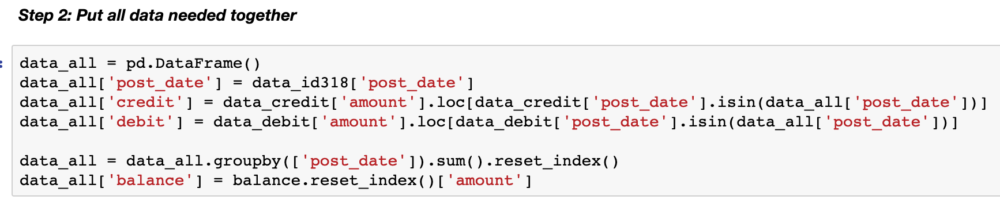 Step 2: Put all data needed together
:
data_all = pd.DataFrame()
data_all['post_date'] = data_id318['post_date']
data_all['credit'] = data_credit['amount'].loc[data_credit['post_date'].isin(data_all['post_date'])]
data_all['debit'] = data_debit['amount'].loc[data_debit['post_date'].isin(data_all['post_date'])]
data_all = data_all.groupby(['post_date']).sum().reset_index()
data_all['balance'] = balance.reset_index()['amount']